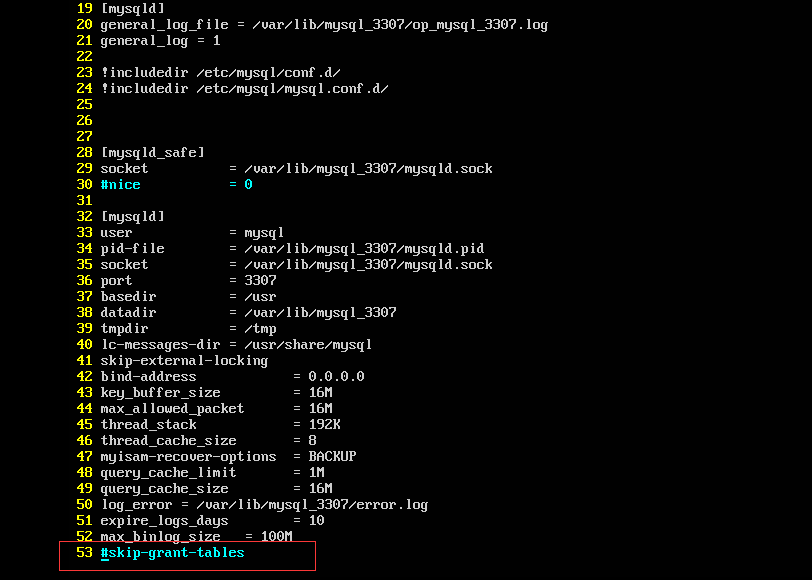 19 [mysqld]
20 general_log_file = /var/lib/mysql_3307/op_mysql_3307.log
21 general_log = 1
22
23 !includedir /etc/mysql/conf.d/
24 !includedir /etc/mysql/mysql.conf.d/
25
26
27
28 [mysqld_safe]
29 socket          = /var/lib/mysql_3307/mysqld.sock
30 #nice           = 0
31
32 [mysqld]
33 user            = mysql
34 pid-file        = /var/lib/mysql_3307/mysqld.pid
35 socket          = /var/lib/mysql_3307/mysqld.sock
36 port            = 3307
37 basedir         = /usr
38 datadir         = /var/lib/mysql_3307
39 tmpdir          = /tmp
40 lc-messages-dir = /usr/share/mysql
41 skip-external-locking
42 bind-address            = 0.0.0.0
43 key_buffer_size         = 16M
44 max_allowed_packet      = 16M
45 thread_stack            = 192K
46 thread_cache_size       = 8
47 myisam-recover-options  = BACKUP
48 query_cache_limit       = 1M
49 query_cache_size        = 16M
50 log_error = /var/lib/mysql_3307/error.log
51 expire_logs_days        = 10
52 max_binlog_size   = 100M
53 #skip-grant-tables